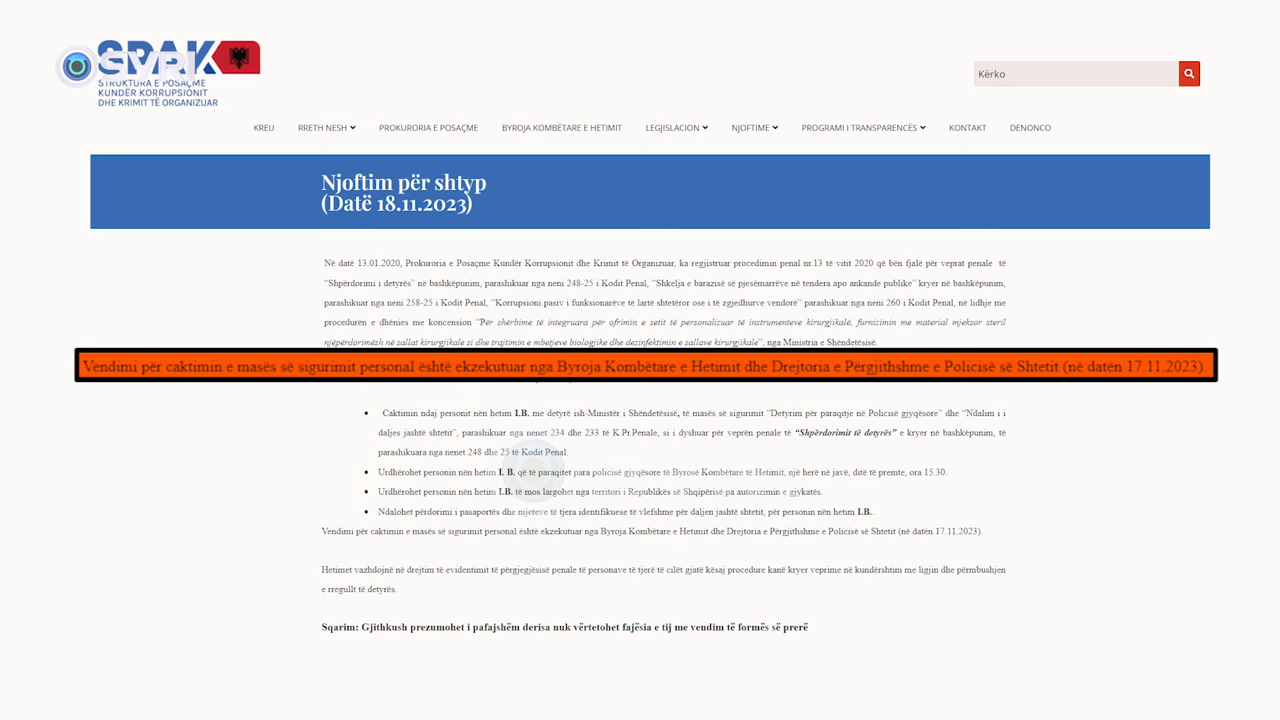 SPAK
STRUKTURA E POSAÇME
KUNDËR KORRUPSIONIT
DHE KRIMIT TË ORGANIZUAR
Kërko
KREU RRETH NESH PROKURORIA E POSAÇME BYROJA KOMBËTARE E HETIMIT LEGJISLACION NJOFTIME PROGRAMI I TRANSPARENCËS KONTAKT DENONCO
Njoftim për shtyp
(Datë 18.11.2023)
Në datë 13.01.2020, Prokuroria e Posaçme Kundër Korrupsionit dhe Krimit të Organizuar, ka regjistruar procedimin penal nr.13 të vitit 2020 që bën fjalë për veprat penale të
"Shpërdorimi i detyrës" në bashkëpunim, parashikuar nga neni 248-25 i Kodit Penal, "Shkelja e barazisë së pjesëmarrëve në tendera apo ankande publike" kryer në bashkëpunim,
parashikuar nga neni 258-25 i Kodit Penal, "Korrupsioni pasiv i funksionarëve të lartë shtetëror ose i të zgjedhurve vendorë" parashikuar nga neni 260 i Kodit Penal, në lidhje me
procedurën e dhënies me koncension "Për shërbime të integruara për ofrimin e setit të personalizuar të instrumenteve kirurgjikalë, furnizimin me material mjeksor steril
njëpërdorimësh në sallat kirurgjikale si dhe trajtimin e mbetjeve biologjike dhe dezinfektimin e sallave kirurgjikale", nga Ministria e Shëndetësisë.
Vendimi për caktimin e masës së sigurimit personal është ekzekutuar nga Byroja Kombëtare e Hetimit dhe Drejtoria e Përgjithshme e Policisë së Shtetit (në datën 17.11.2023).
• Caktimin ndaj personit nën hetim I.B. me detyrë ish-Ministër i Shëndetësisë, të masës së sigurimit "Detyrim për paraqitje në Policisë gjyqësore" dhe "Ndalim i i
daljes jashtë shtetit", parashikuar nga nenet 234 dhe 233 të K.Pr.Penale, si i dyshuar për veprën penale të "Shpërdorimit të detyrës" e kryer në bashkëpunim, të
parashikuara nga nenet 248 dhe 25 të Kodit Penal.
• Urdhërohet personin nën hetim I. B. që të paraqitet para policisë gjyqësore të Byrosë Kombëtare të Hetimit, një herë në javë, ditë të premte, ora 15.30.
• Urdhërohet personin nën hetim I.B. të mos largohet nga territori i Republikës së Shqipërisë pa autorizimin e gjykatës.
• Ndalohet përdorimi i pasaportës dhe mjeteve të tjera identifikuese të vlefshme për daljen jashtë shtetit, për personin nën hetim I.B.
Vendimi për caktimin e masës së sigurimit personal është ekzekutuar nga Byroja Kombëtare e Hetimit dhe Drejtoria e Përgjithshme e Policisë së Shtetit (në datën 17.11.2023).
Hetimet vazhdojnë në drejtim të evidentimit të përgjegjësisë penale të personave të tjerë të cilët gjatë kësaj procedure kanë kryer veprime në kundërshtim me ligjin dhe përmbushjen
e rregullt të detyrës.
Sqarim: Gjithkush prezumohet i pafajshëm derisa nuk vërtetohet fajësia e tij me vendim të formës së prerë